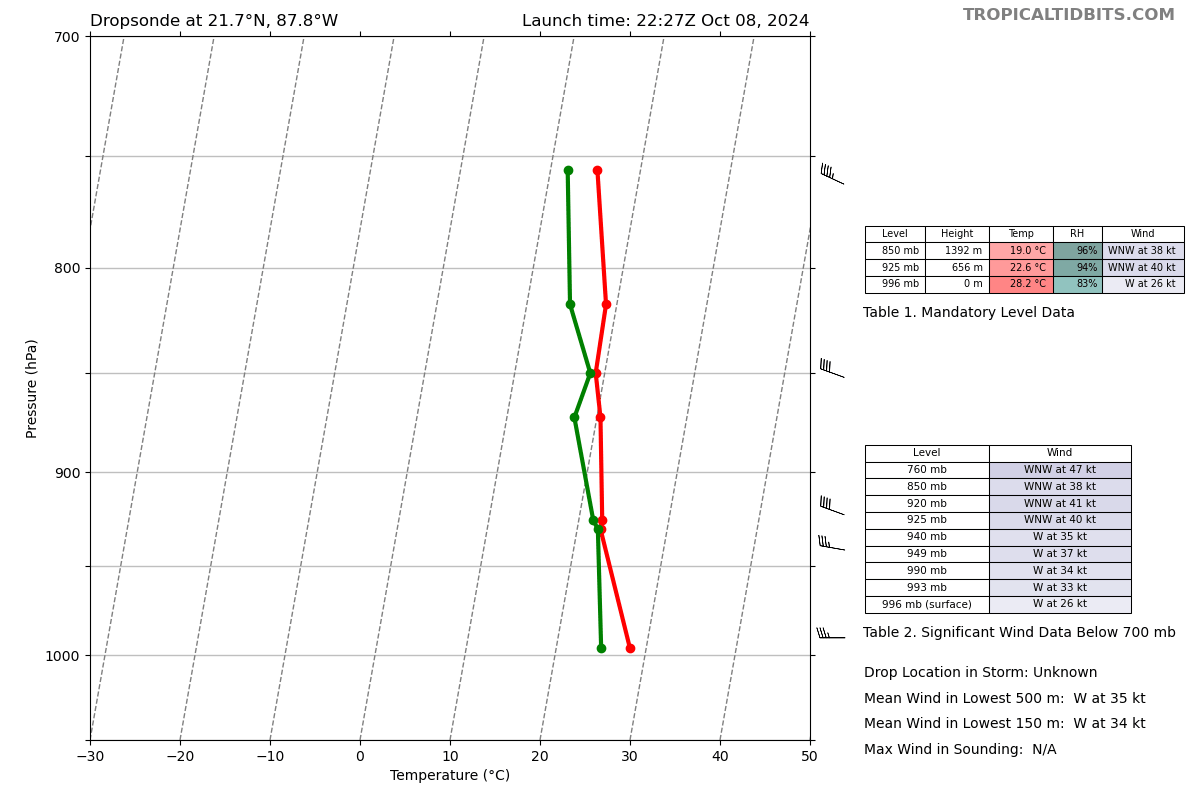 Dropsonde at 21.7°N, 87.8°W
Launch time: 22:27Z Oct 08, 2024
TROPICALTIDBITS.COM
700
800
900
1000
Pressure (hPa)
−30 −20 −10 0 10 20 30 40 50
Temperature (°C)
Level Height Temp RH Wind
850 mb 1392 m 19.0 °C 96% WNW at 38 kt
925 mb 656 m 22.6 °C 94% WNW at 40 kt
996 mb 0 m 28.2 °C 83% W at 26 kt
Table 1. Mandatory Level Data
Level Wind
760 mb WNW at 47 kt
850 mb WNW at 38 kt
920 mb WNW at 41 kt
925 mb WNW at 40 kt
940 mb W at 35 kt
949 mb W at 37 kt
990 mb W at 34 kt
993 mb W at 33 kt
996 mb (surface) W at 26 kt
Table 2. Significant Wind Data Below 700 mb
Drop Location in Storm: Unknown
Mean Wind in Lowest 500 m: W at 35 kt
Mean Wind in Lowest 150 m: W at 34 kt
Max Wind in Sounding: N/A